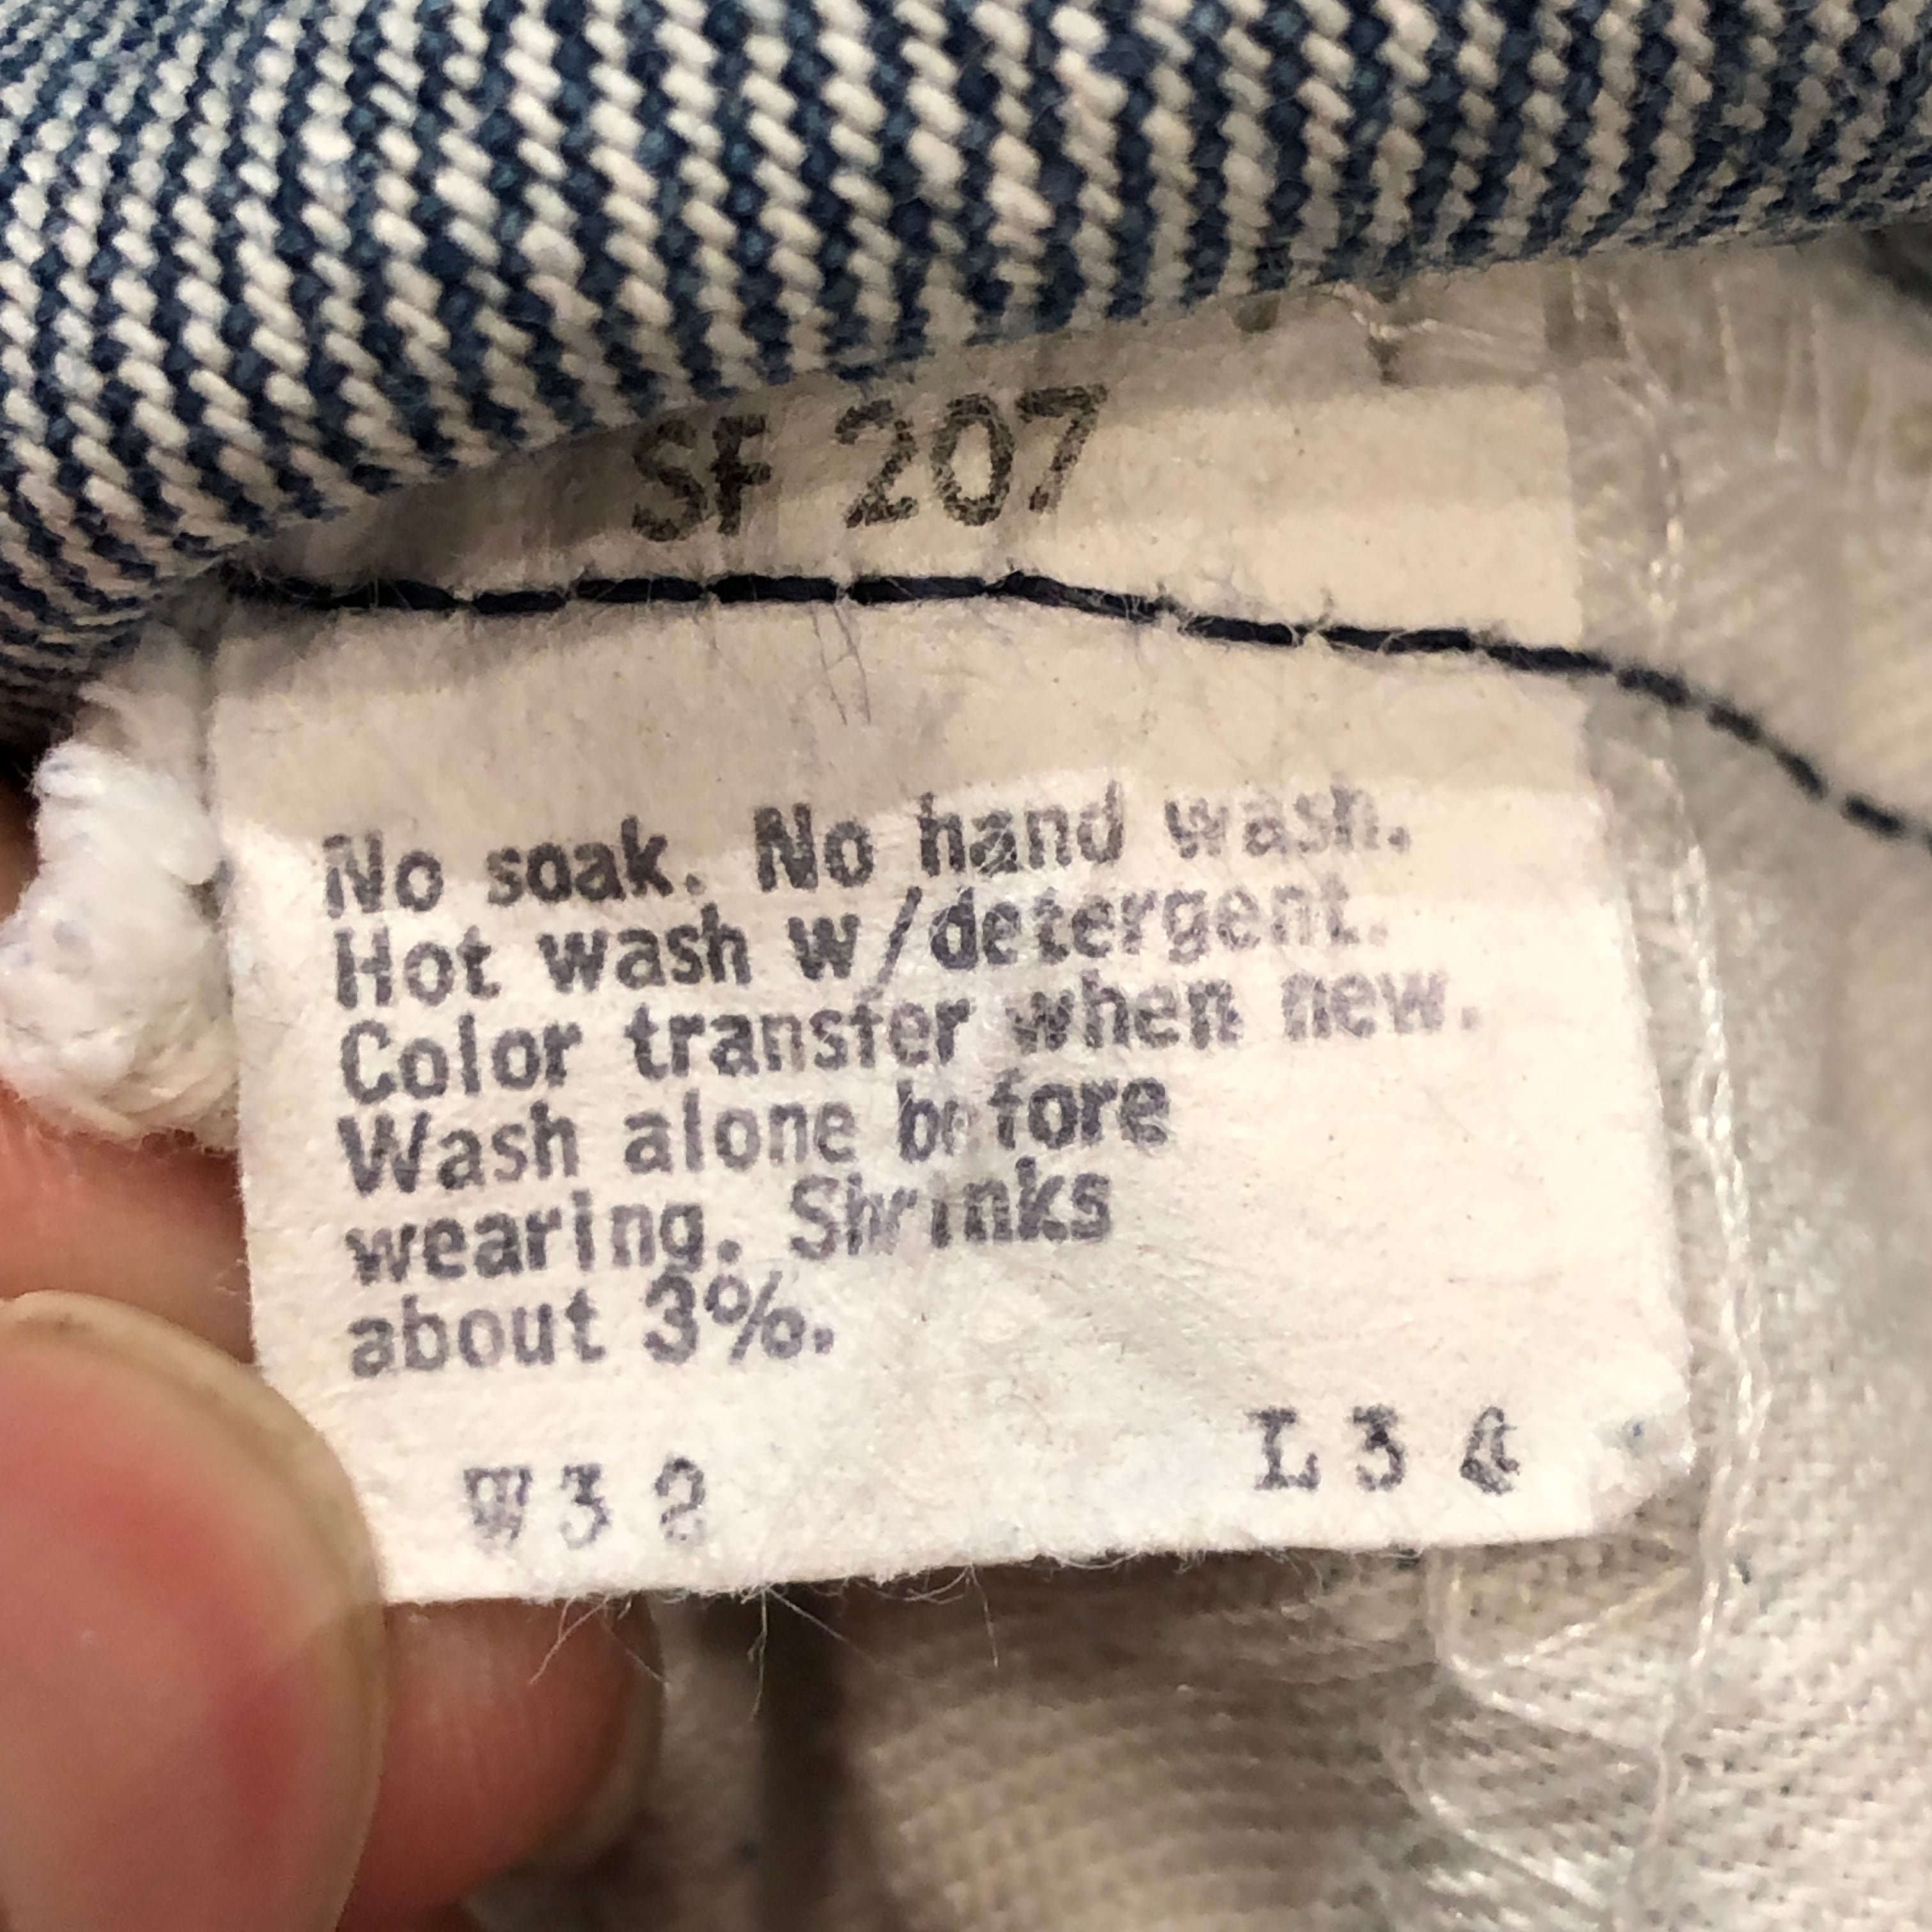 SF 207
No soak. No hand wash.
Hot wash w/detergent.
Color transfer when new.
Wash alone before
wearing. Shrinks
about 3%.
W32 L34